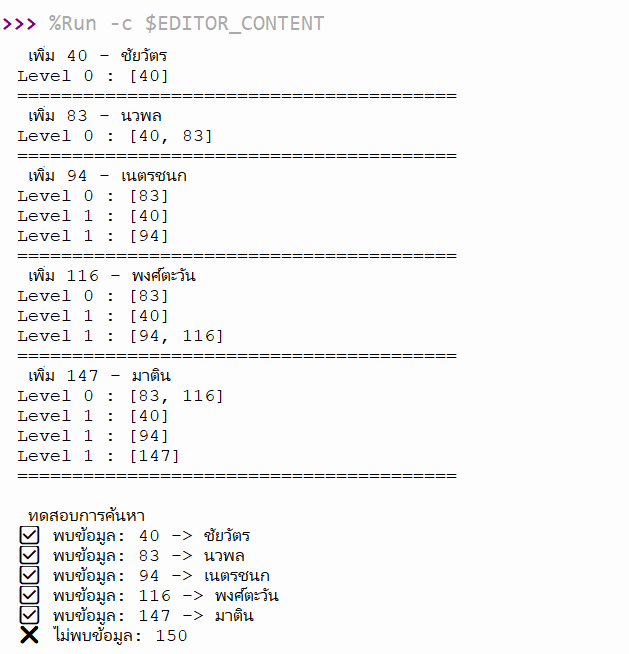 >>> %Run -c $EDITOR_CONTENT
เพิ่ม 40 - ชัยวัตร
Level 0 : [40]
========================================
เพิ่ม 83 - นวพล
Level 0 : [40, 83]
========================================
เพิ่ม 94 - เนตรชนก
Level 0 : [83]
Level 1 : [40]
Level 1 : [94]
========================================
เพิ่ม 116 - พงศ์ตะวัน
Level 0 : [83]
Level 1 : [40]
Level 1 : [94, 116]
========================================
เพิ่ม 147 - มาติน
Level 0 : [83, 116]
Level 1 : [40]
Level 1 : [94]
Level 1 : [147]
========================================
ทดสอบการค้นหา
☑ พบข้อมูล: 40 -> ชัยวัตร
☑ พบข้อมูล: 83 -> นวพล
☑ พบข้อมูล: 94 -> เนตรชนก
☑ พบข้อมูล: 116 -> พงศ์ตะวัน
☑ พบข้อมูล: 147 -> มาติน
❌ ไม่พบข้อมูล: 150